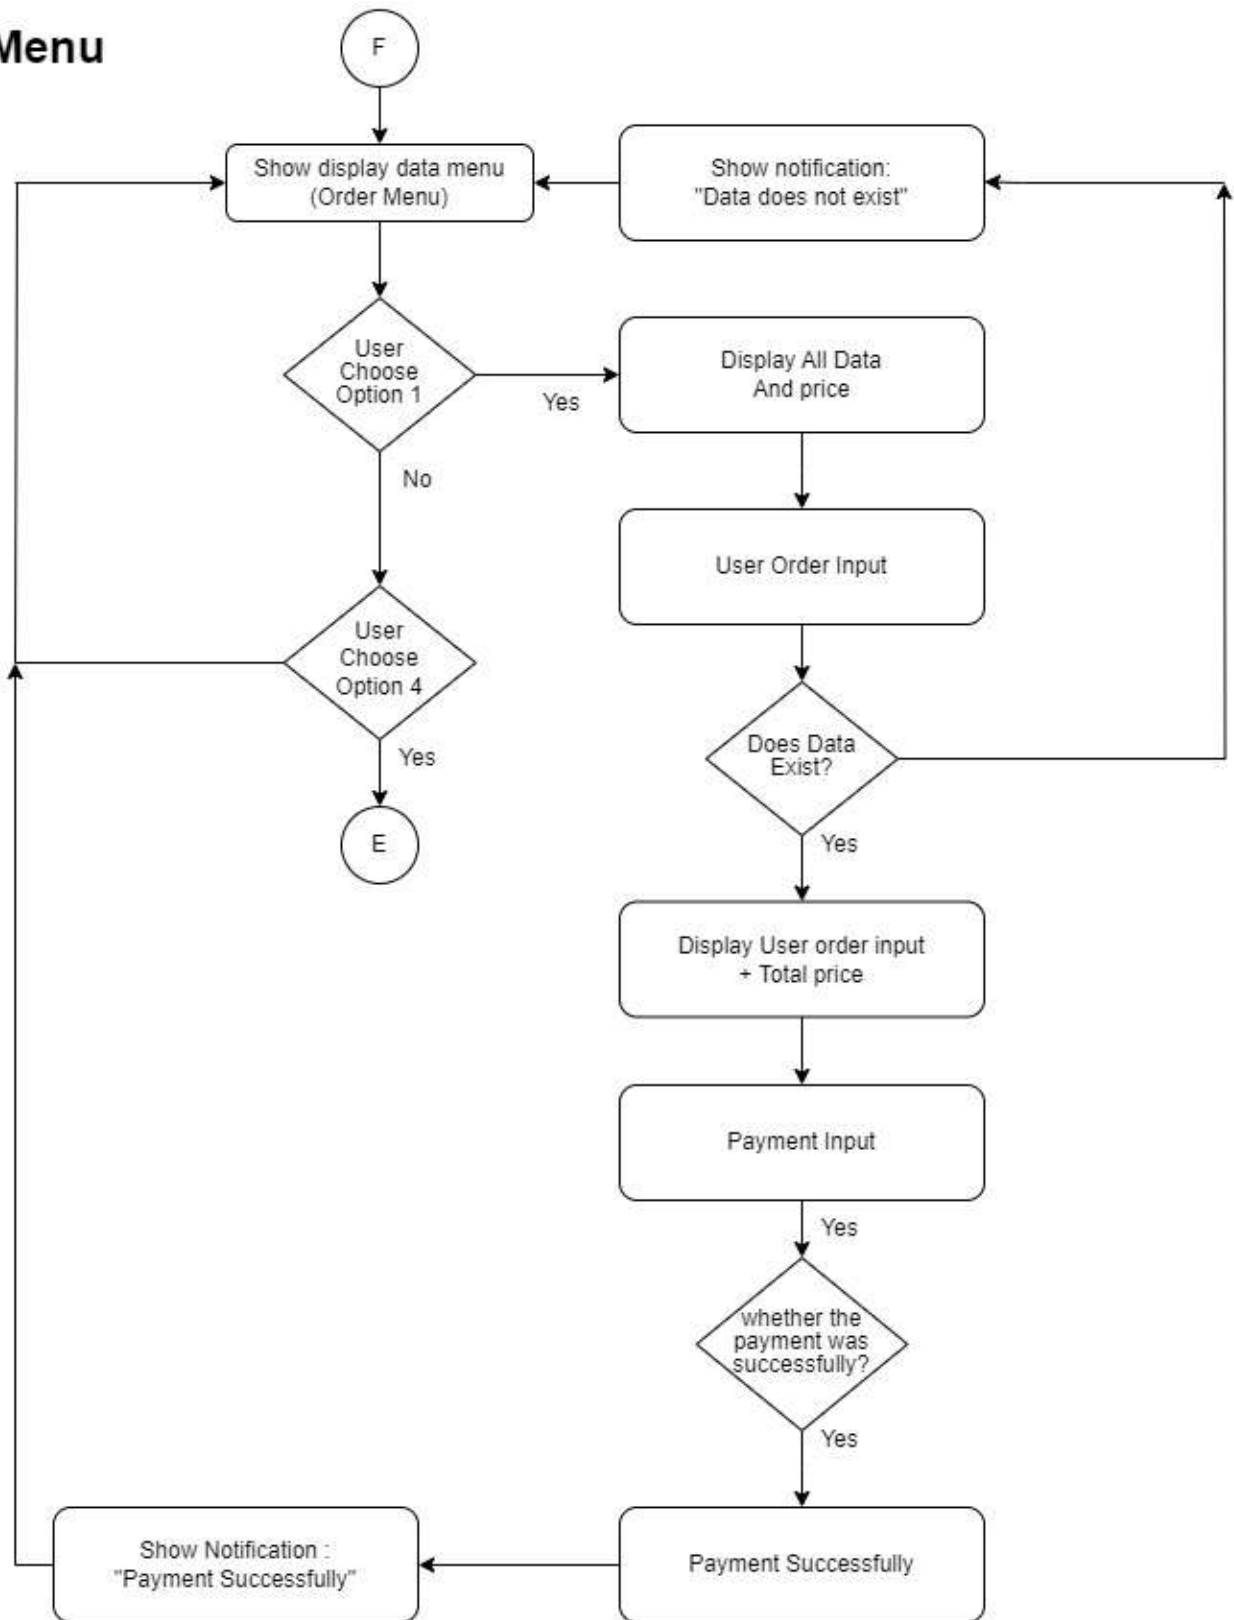 Menu
F
Show display data menu
(Order Menu)
Show notification:
"Data does not exist"
User
Choose
Option 1
Yes
Display All Data
And price
No
User Order Input
User
Choose
Option 4
Yes
Does Data
Exist?
E
Yes
Display User order input
+ Total price
Payment Input
Yes
whether the
payment was
successfully?
Yes
Show Notification :
"Payment Successfully"
Payment Successfully